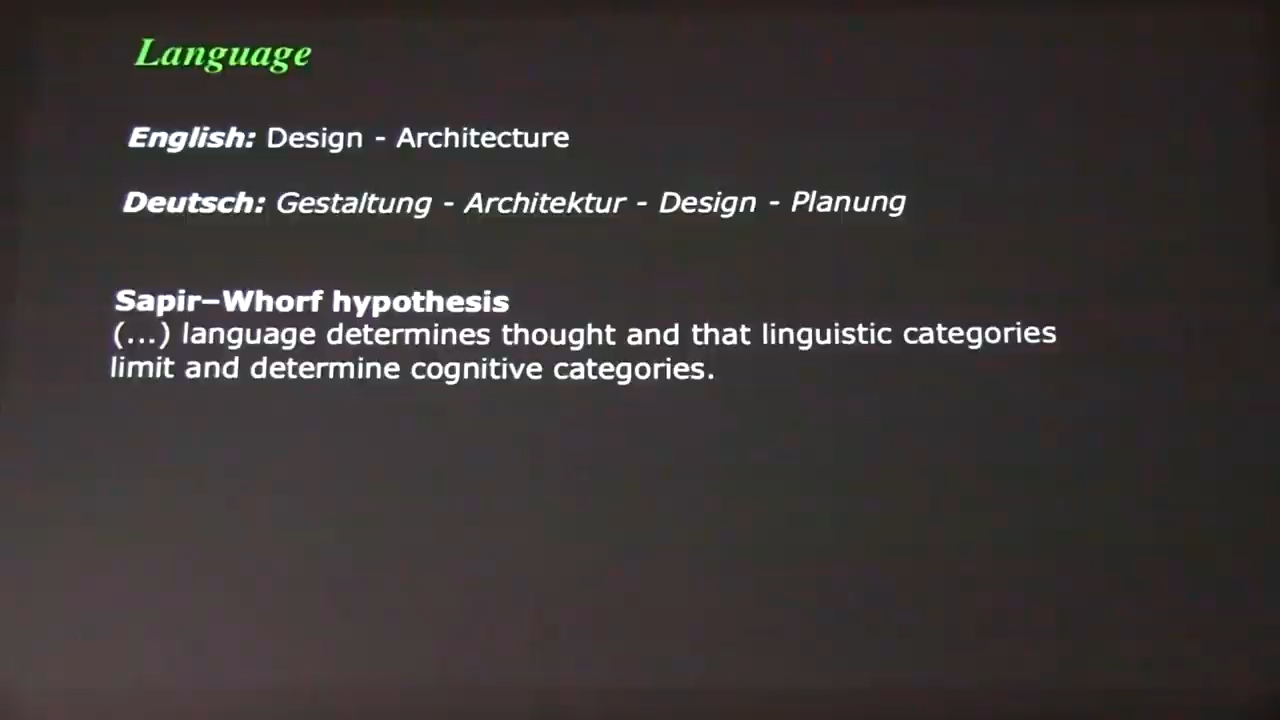 Language
English: Design - Architecture
Deutsch: Gestaltung - Architektur - Design - Planung
Sapir–Whorf hypothesis
(...) language determines thought and that linguistic categories
limit and determine cognitive categories.